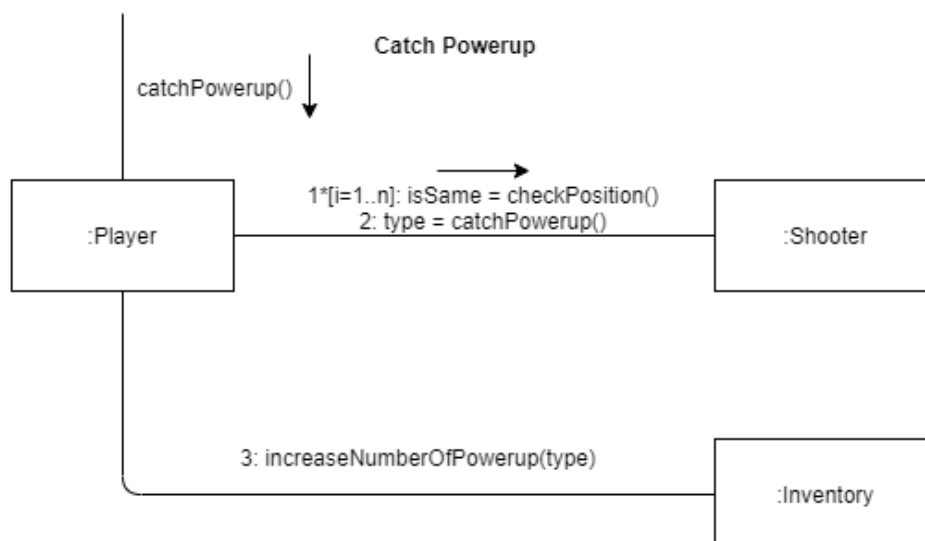 Catch Powerup
catchPowerup()
1*[i=1..n]: isSame = checkPosition()
2: type = catchPowerup()
:Player
:Shooter
3: increaseNumberOfPowerup(type)
:Inventory